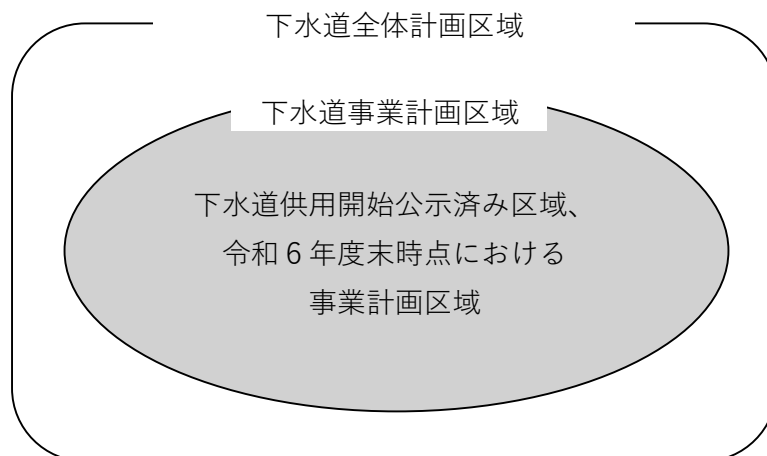 下水道全体計画区域
下水道事業計画区域
下水道供用開始公示済み区域、
令和6年度末時点における
事業計画区域